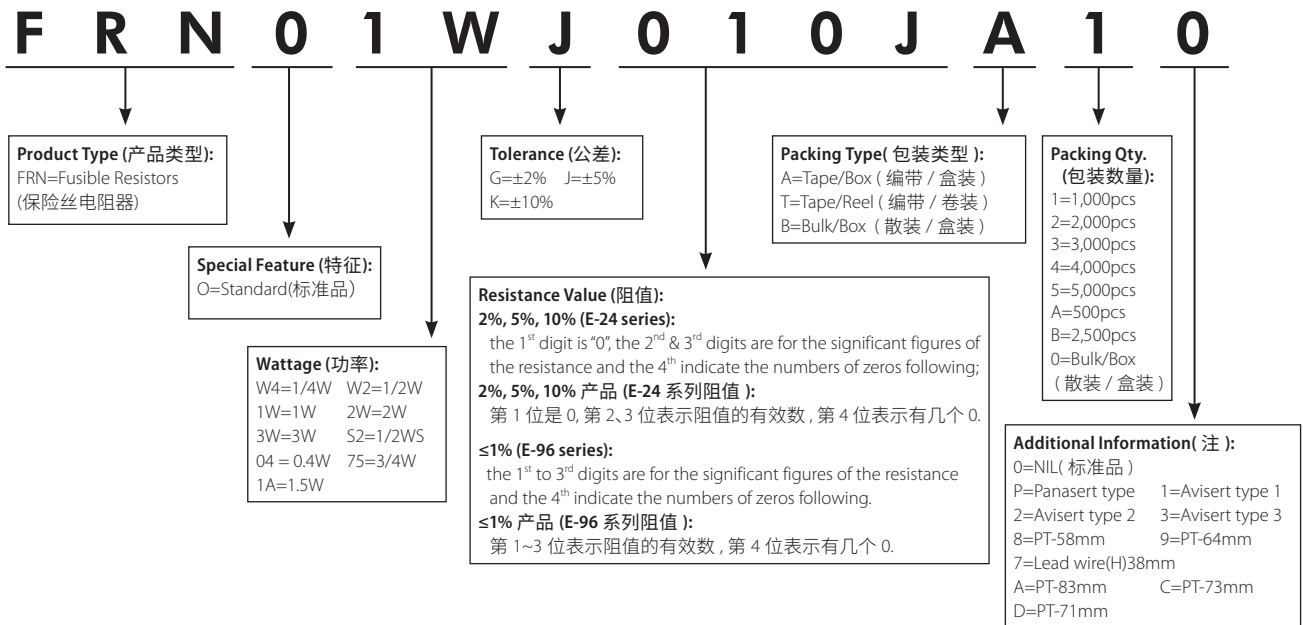 F R N 0 1 W J 0 1 0 J A 1 0
Product Type (产品类型):
FRN=Fusible Resistors
(保险丝电阻器)
Special Feature (特征):
O=Standard(标准品)
Wattage (功率):
W4=1/4W W2=1/2W
1W=1W 2W=2W
3W=3W S2=1/2WS
04 = 0.4W 75=3/4W
1A=1.5W
Tolerance (公差):
G=±2% J=±5%
K=±10%
Resistance Value (阻值):
2%, 5%, 10% (E-24 series):
the 1st digit is "0", the 2nd & 3rd digits are for the significant figures of
the resistance and the 4th indicate the numbers of zeros following;
2%, 5%, 10% 产品 (E-24 系列阻值 ):
第 1 位是 0, 第 2、3 位表示阻值的有效数 , 第 4 位表示有几个 0.
≤1% (E-96 series):
the 1st to 3rd digits are for the significant figures of the resistance
and the 4th indicate the numbers of zeros following.
≤1% 产品 (E-96 系列阻值 ):
第 1~3 位表示阻值的有效数 , 第 4 位表示有几个 0.
Packing Type( 包装类型 ):
A=Tape/Box ( 编带 / 盒装 )
T=Tape/Reel ( 编带 / 卷装 )
B=Bulk/Box ( 散装 / 盒装 )
Packing Qty.
(包装数量):
1=1,000pcs
2=2,000pcs
3=3,000pcs
4=4,000pcs
5=5,000pcs
A=500pcs
B=2,500pcs
0=Bulk/Box
( 散装 / 盒装 )
Additional Information( 注 ):
0=NIL( 标准品 )
P=Panasert type 1=Avisert type 1
2=Avisert type 2 3=Avisert type 3
8=PT-58mm 9=PT-64mm
7=Lead wire(H)38mm
A=PT-83mm C=PT-73mm
D=PT-71mm